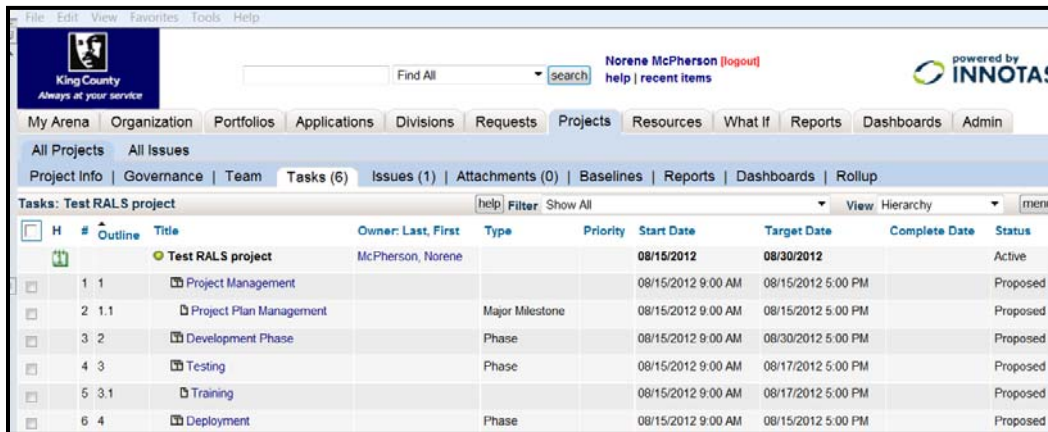 File Edit View Favorites Tools Help
King County
Always at your service
Find All search
Norene McPherson [logout]
help | recent items
powered by
INNOTAS
My Arena Organization Portfolios Applications Divisions Requests Projects Resources What If Reports Dashboards Admin
All Projects All Issues
Project Info | Governance | Team Tasks (6) Issues (1) | Attachments (0) | Baselines | Reports | Dashboards | Rollup
Tasks: Test RALS project help Filter Show All View Hierarchy menu
H # Outline Title Owner: Last, First Type Priority Start Date Target Date Complete Date Status
Test RALS project McPherson, Norene 08/15/2012 08/30/2012 Active
1 1 Project Management 08/15/2012 9:00 AM 08/15/2012 5:00 PM Proposed
2 1.1 Project Plan Management Major Milestone 08/15/2012 9:00 AM 08/15/2012 5:00 PM Proposed
3 2 Development Phase Phase 08/15/2012 9:00 AM 08/30/2012 5:00 PM Proposed
4 3 Testing Phase 08/15/2012 9:00 AM 08/17/2012 5:00 PM Proposed
5 3.1 Training 08/15/2012 9:00 AM 08/17/2012 5:00 PM Proposed
6 4 Deployment Phase 08/15/2012 9:00 AM 08/15/2012 5:00 PM Proposed